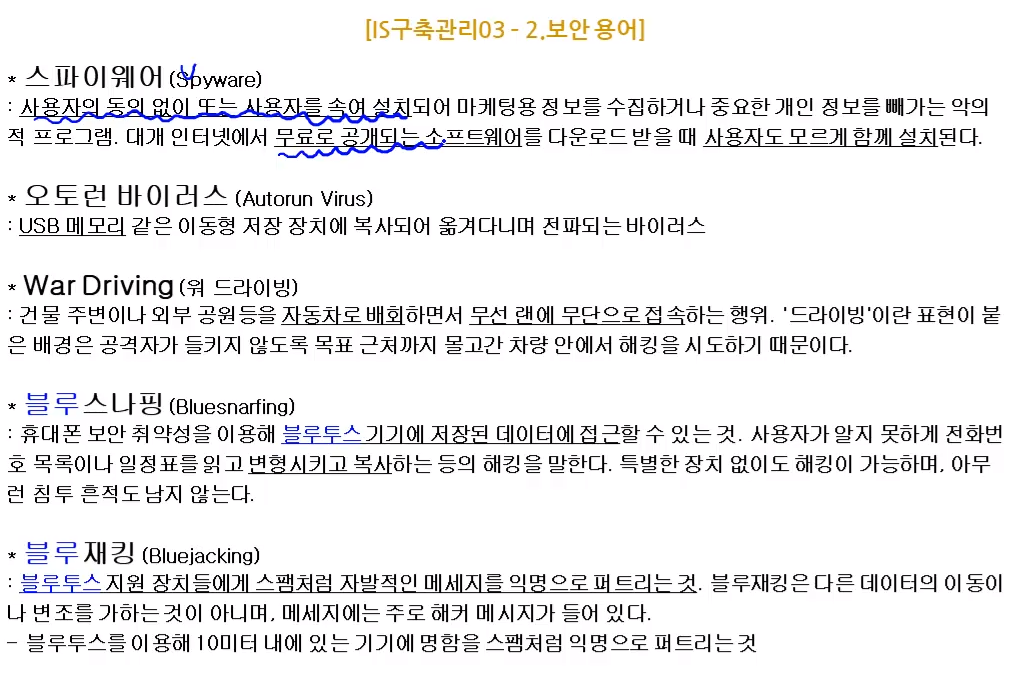 [IS구축관리03 - 2.보안 용어]
* 스파이웨어 (Spyware)
: 사용자의 동의 없이 또는 사용자를 속여 설치되어 마케팅용 정보를 수집하거나 중요한 개인 정보를 빼가는 악의
적 프로그램. 대개 인터넷에서 무료로 공개되는 소프트웨어를 다운로드 받을 때 사용자도 모르게 함께 설치된다.
* 오토런 바이러스 (Autorun Virus)
: USB 메모리 같은 이동형 저장 장치에 복사되어 옮겨다니며 전파되는 바이러스
* War Driving (워 드라이빙)
: 건물 주변이나 외부 공원등을 자동차로 배회하면서 무선 랜에 무단으로 접속하는 행위. '드라이빙'이란 표현이 붙
은 배경은 공격자가 들키지 않도록 목표 근처까지 몰고간 차량 안에서 해킹을 시도하기 때문이다.
* 블루스나핑 (Bluesnarfing)
: 휴대폰 보안 취약성을 이용해 블루투스 기기에 저장된 데이터에 접근할 수 있는 것. 사용자가 알지 못하게 전화번
호 목록이나 일정표를 읽고 변형시키고 복사하는 등의 해킹을 말한다. 특별한 장치 없이도 해킹이 가능하며, 아무
런 침투 흔적도 남지 않는다.
* 블루재킹 (Bluejacking)
: 블루투스 지원 장치들에게 스팸처럼 자발적인 메세지를 익명으로 퍼트리는 것. 블루재킹은 다른 데이터의 이동이
나 변조를 가하는 것이 아니며, 메세지에는 주로 해커 메시지가 들어 있다.
- 블루투스를 이용해 10미터 내에 있는 기기에 명함을 스팸처럼 익명으로 퍼트리는 것